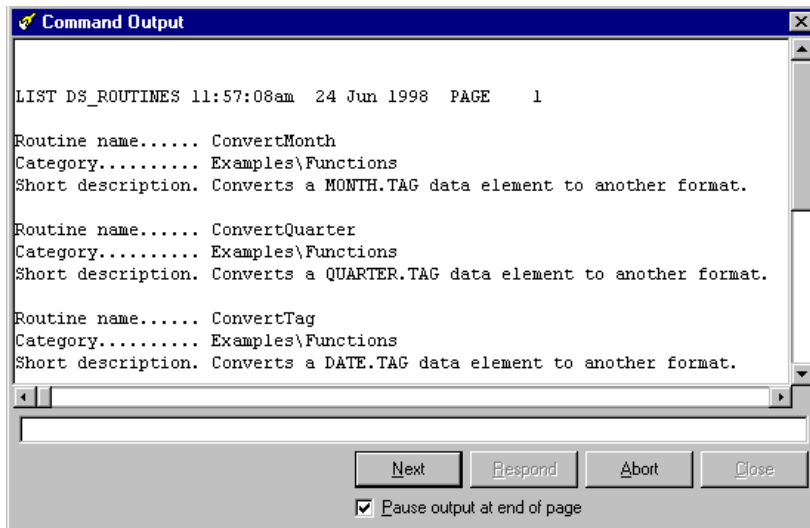 Command Output
LIST DS_ROUTINES 11:57:08am  24 Jun 1998  PAGE    1
Routine name...... ConvertMonth
Category.......... Examples\Functions
Short description. Converts a MONTH.TAG data element to another format.
Routine name...... ConvertQuarter
Category.......... Examples\Functions
Short description. Converts a QUARTER.TAG data element to another format.
Routine name...... ConvertTag
Category.......... Examples\Functions
Short description. Converts a DATE.TAG data element to another format.
Next Respond Abort Close
Pause output at end of page